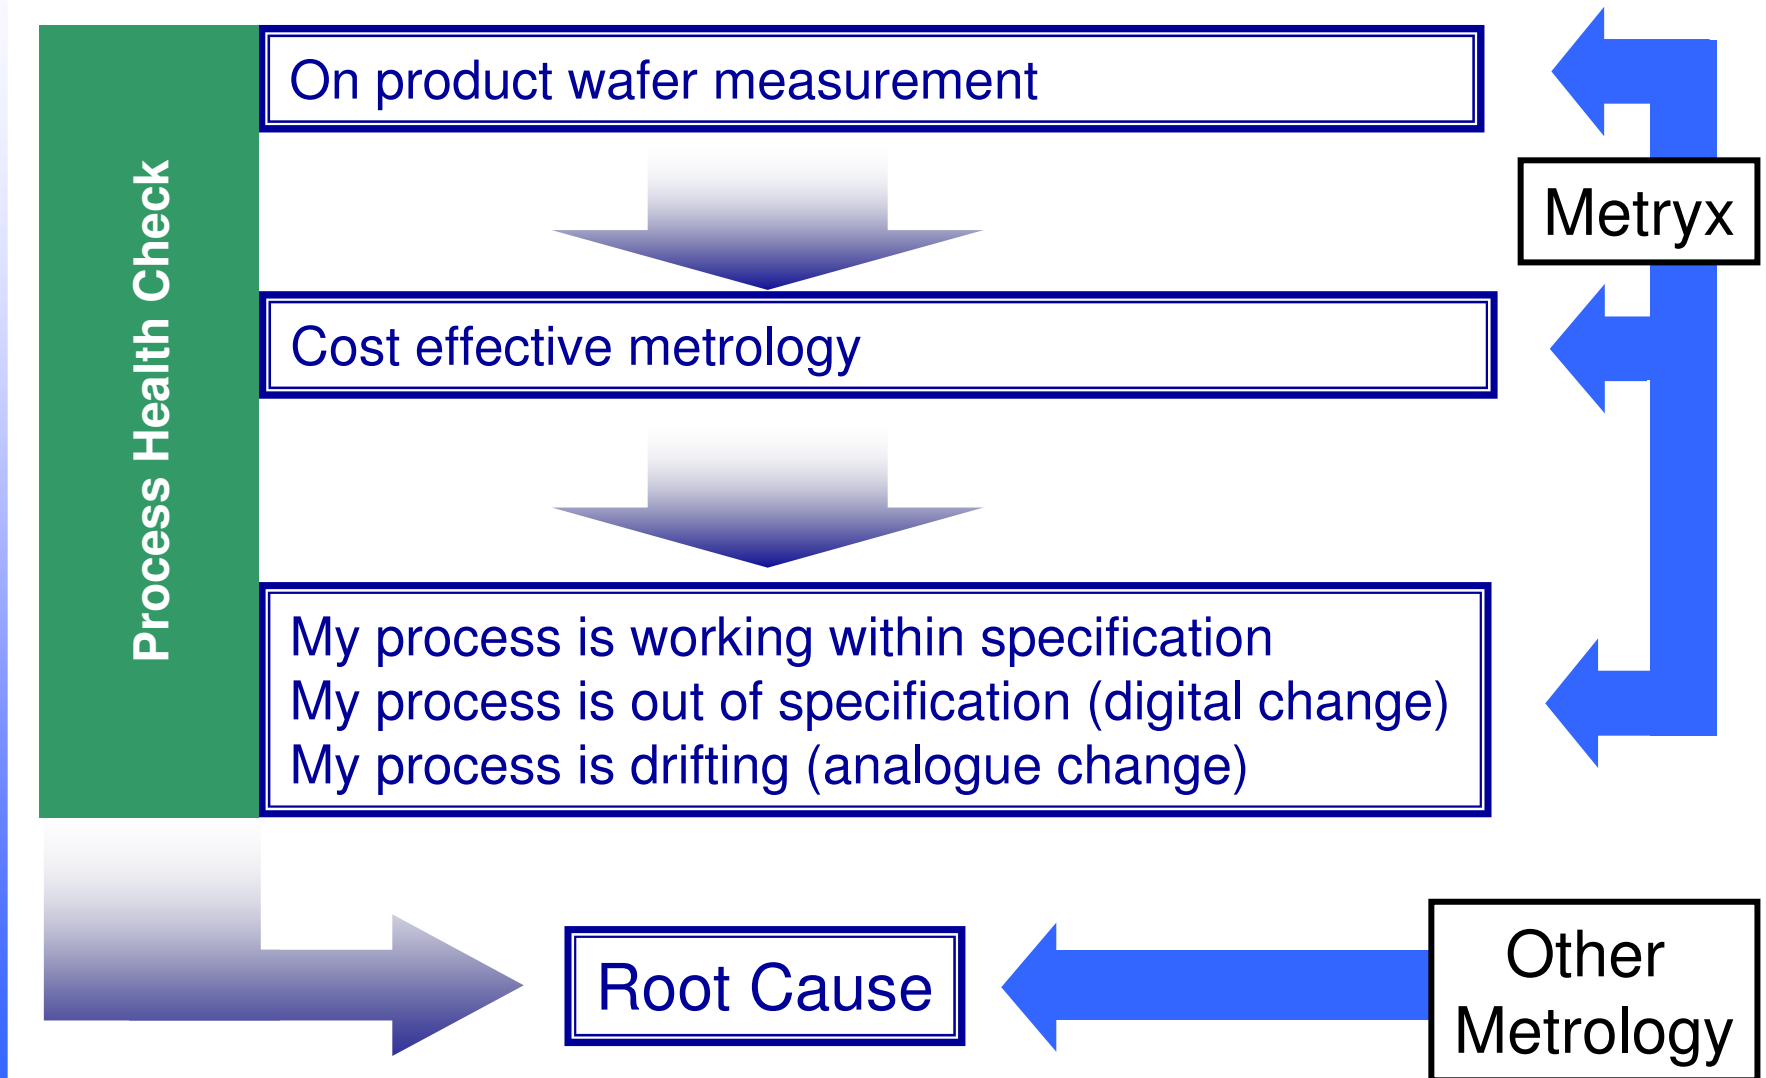 Process Health Check
On product wafer measurement
Metryx
Cost effective metrology
My process is working within specification
My process is out of specification (digital change)
My process is drifting (analogue change)
Root Cause
Other
Metrology